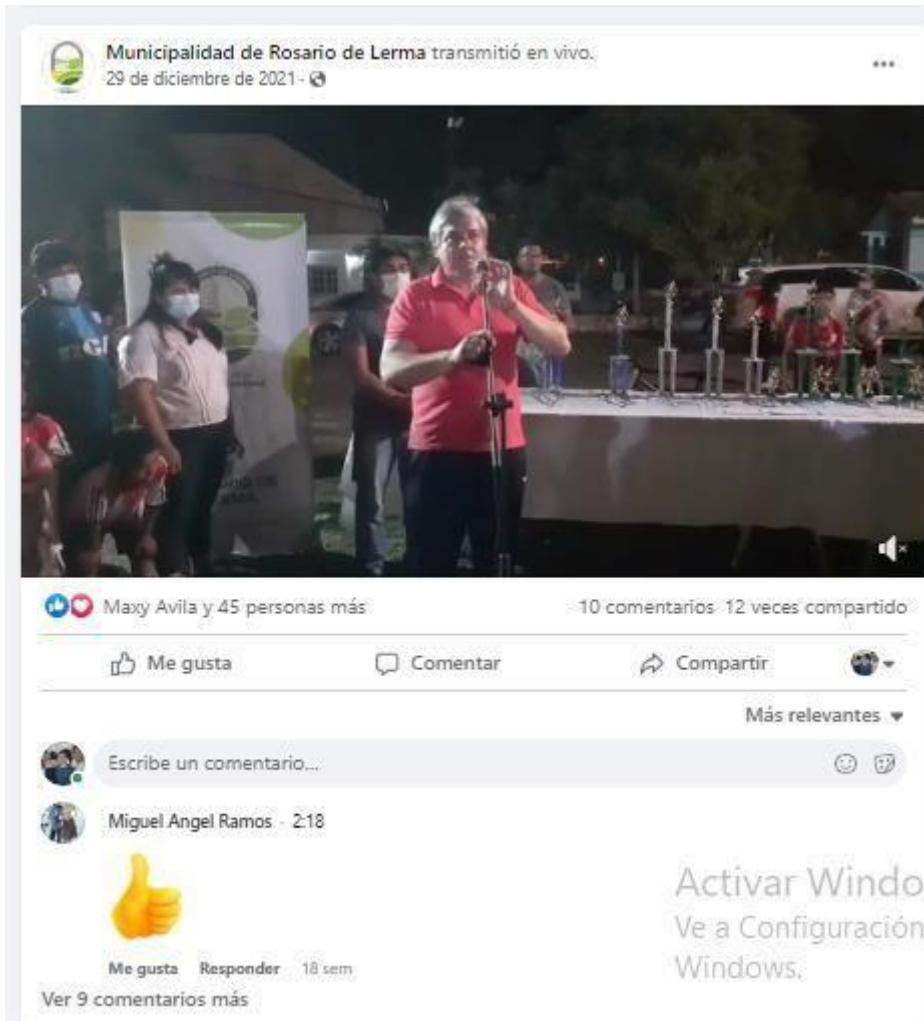 Municipalidad de Rosario de Lerma transmitió en vivo.
29 de diciembre de 2021 ·
Maxy Avila y 45 personas más
10 comentarios 12 veces compartido
Me gusta
Comentar
Compartir
Más relevantes
Escribe un comentario...
Miguel Angel Ramos · 2:18
Me gusta Responder 18 sem
Ver 9 comentarios más
Activar Windo
Ve a Configuración
Windows.